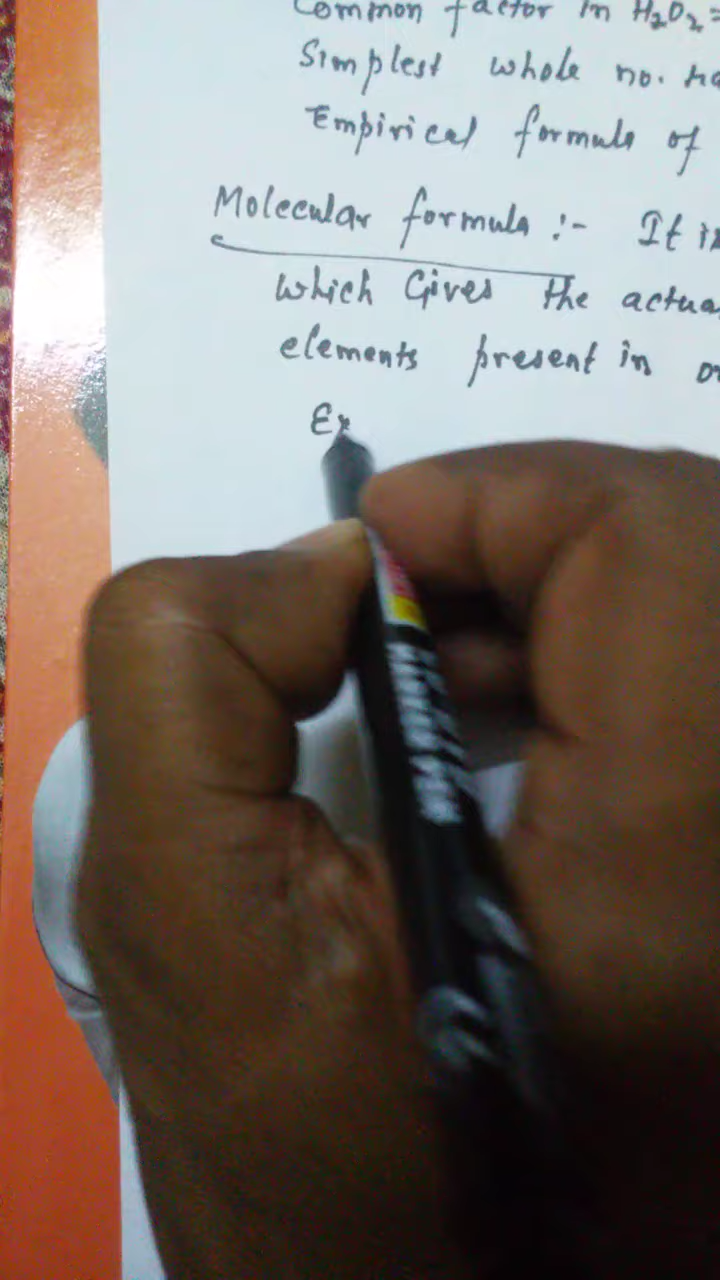 Common factor in H₂O₂ =
Simplest whole no.
Empirical formula of
Molecular formula :- It
which Gives the
elements present in
Ex